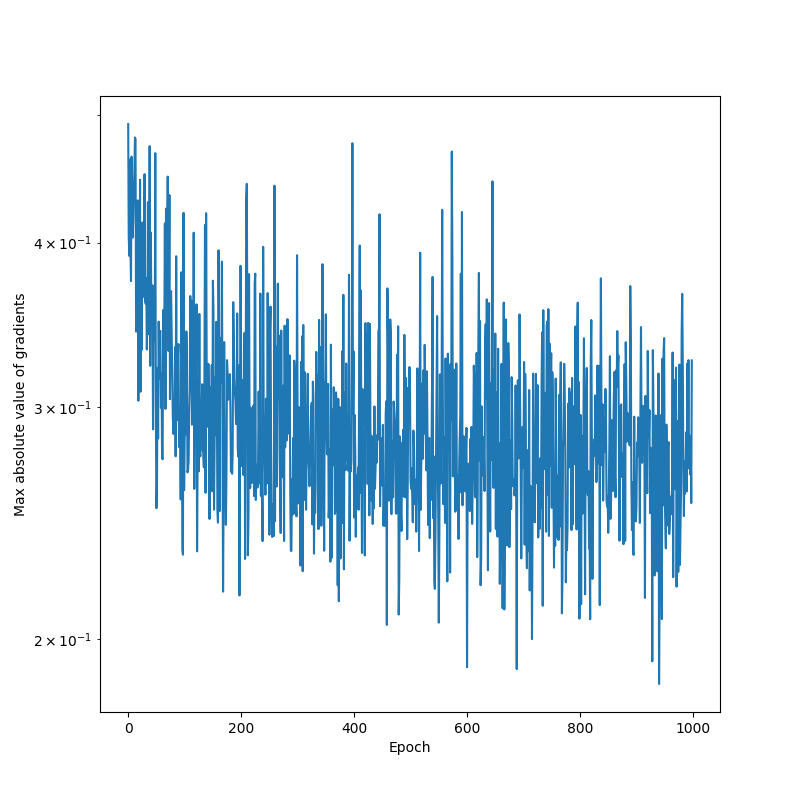 Max absolute value of gradients
4 × 10⁻¹
3 × 10⁻¹
2 × 10⁻¹
0 200 400 600 800 1000
Epoch